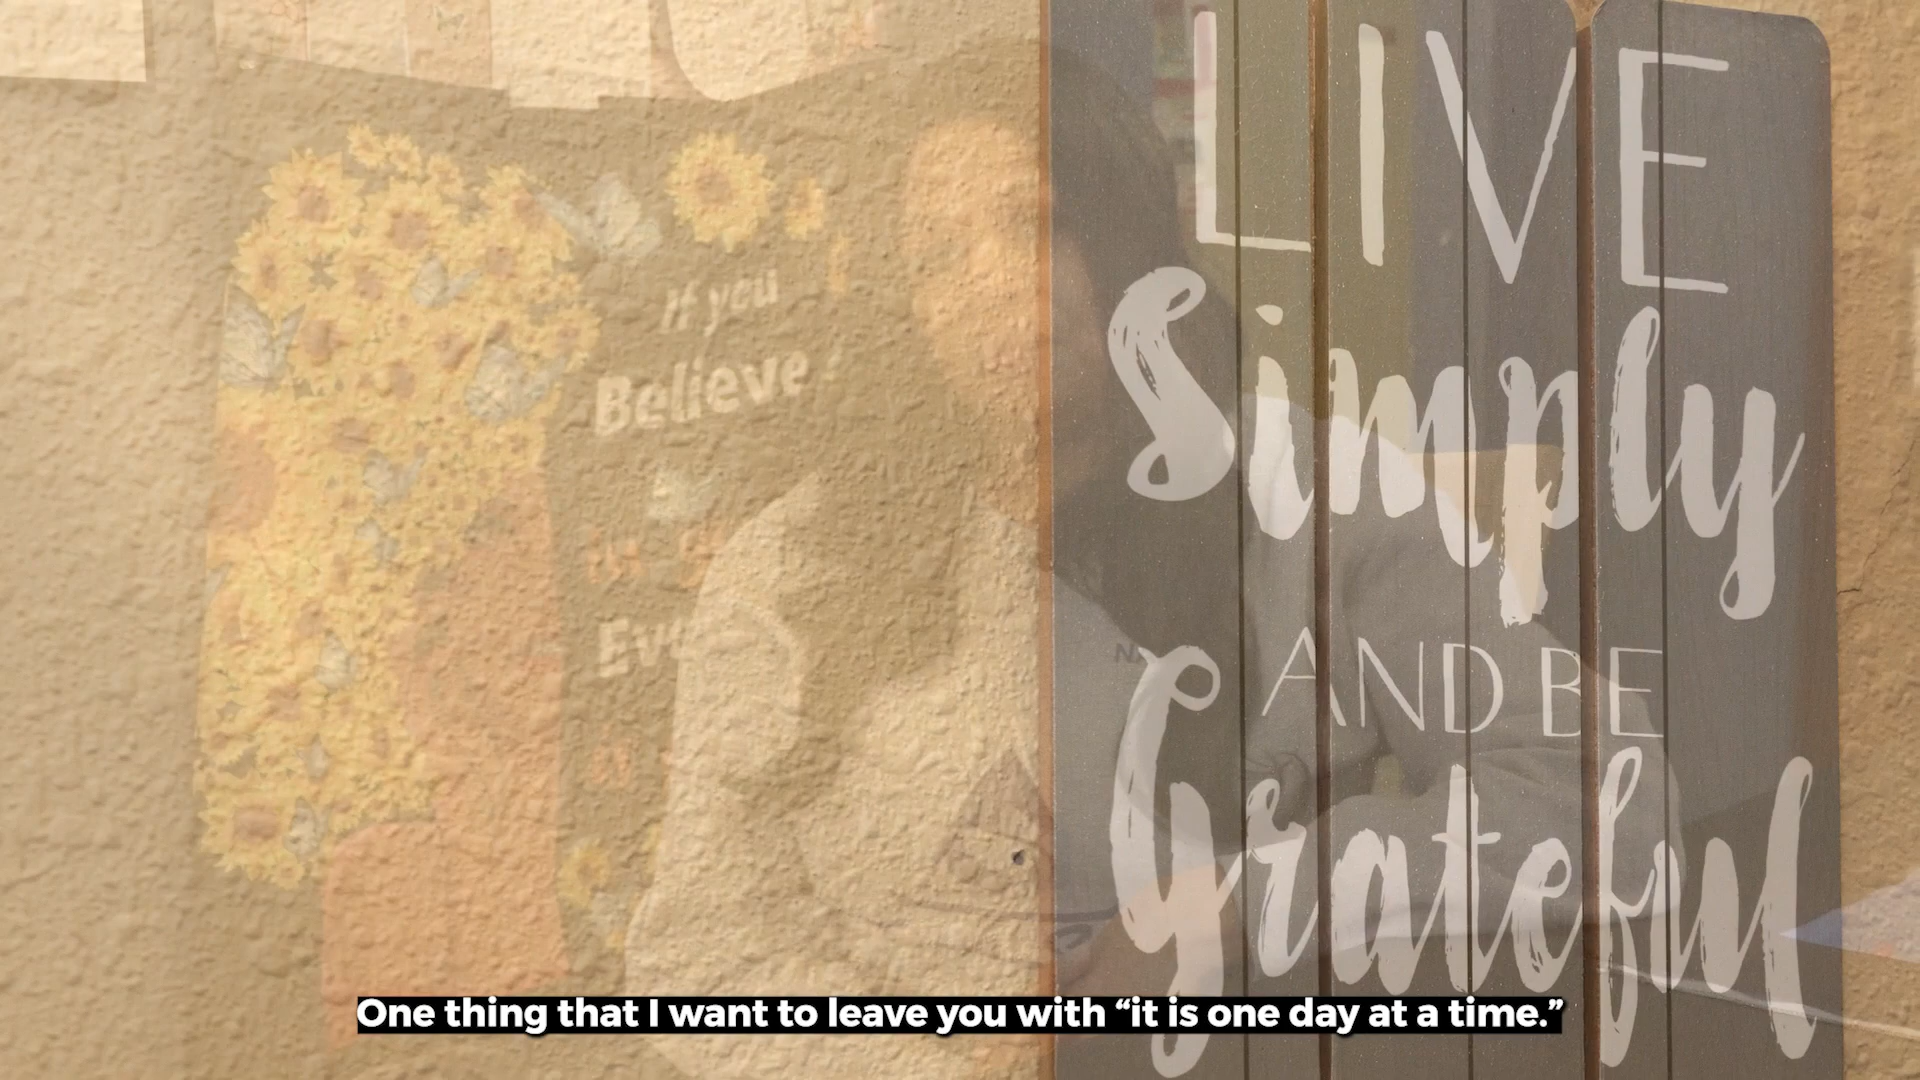 If you
Believe
LIVE
Simply
AND BE
Grateful
One thing that I want to leave you with “it is one day at a time.”